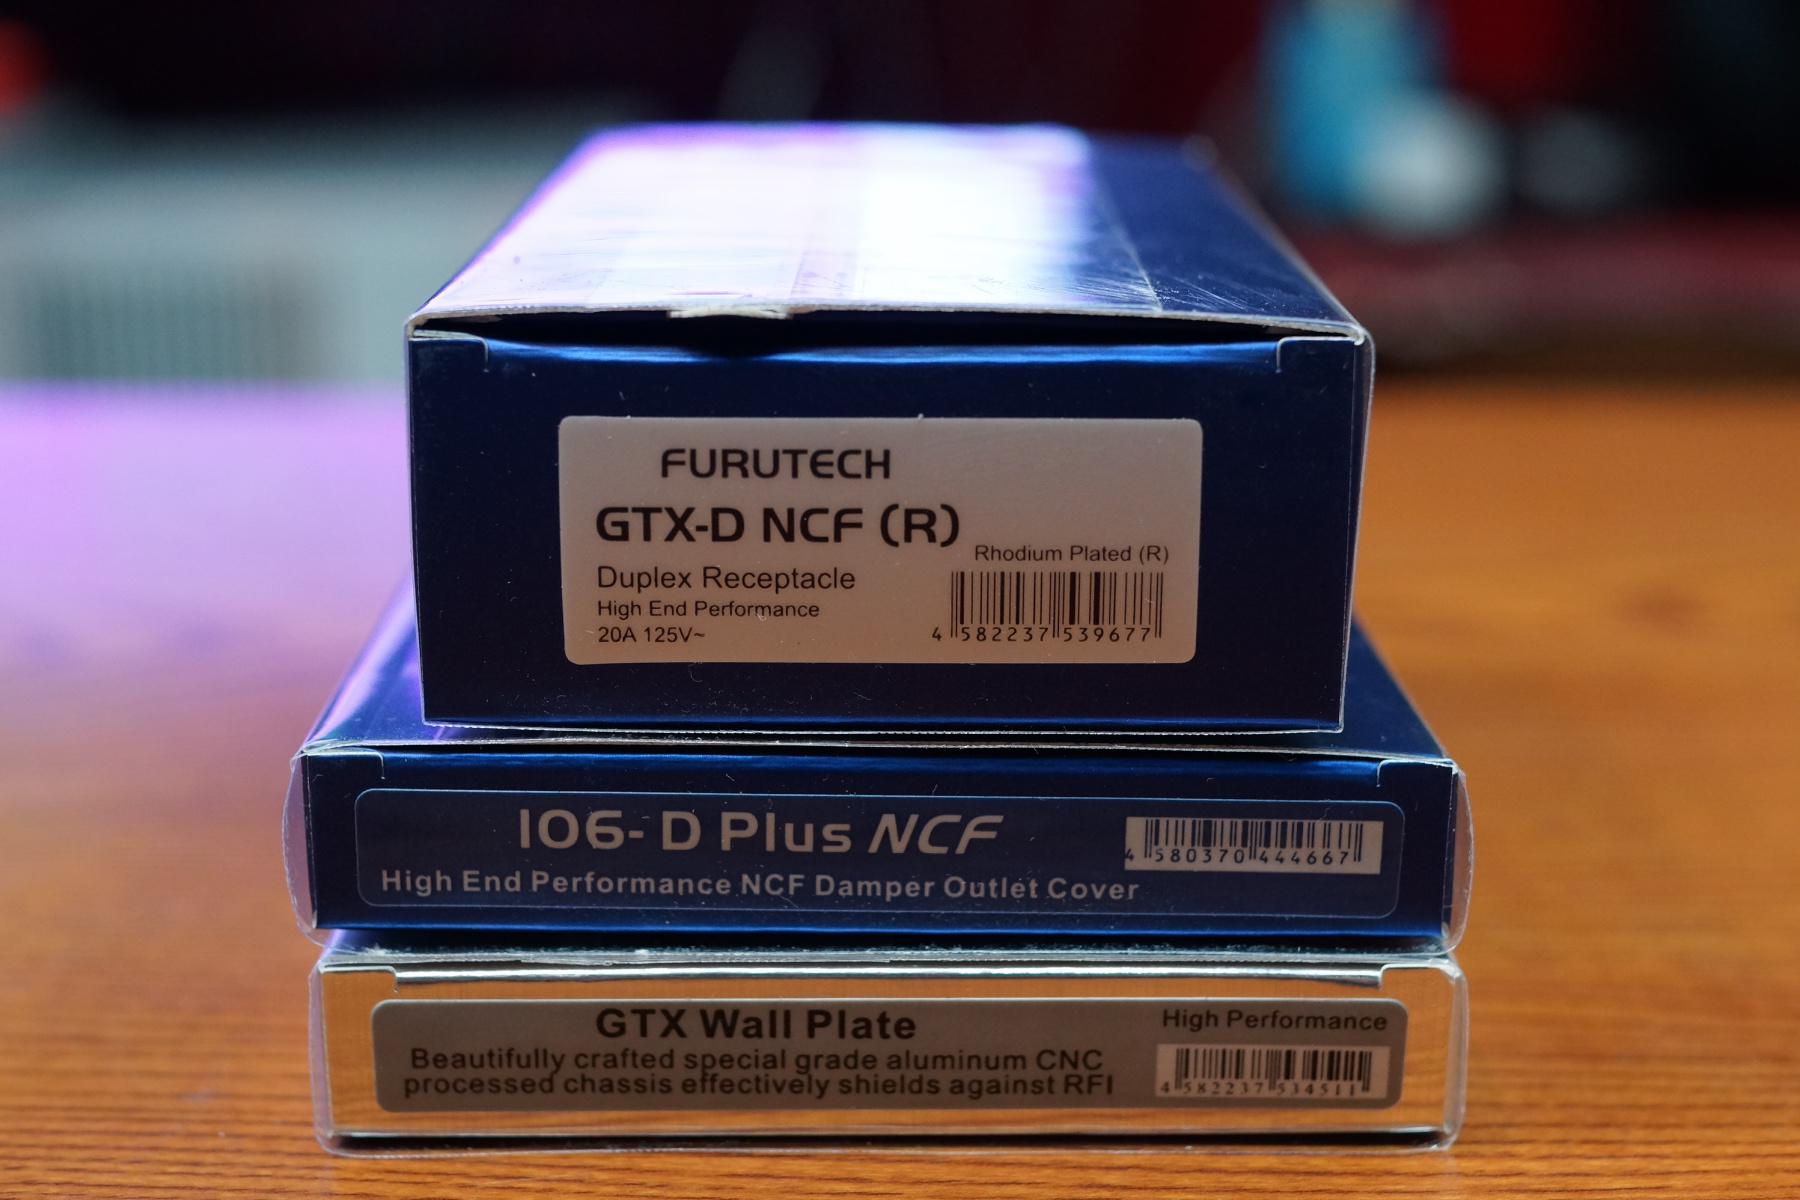 FURUTECH
GTX-D NCF (R)
Rhodium Plated (R)
Duplex Receptacle
High End Performance
20A 125V~
4 582237 539677
106-D Plus NCF
4 580370 444667
High End Performance NCF Damper Outlet Cover
GTX Wall Plate
High Performance
Beautifully crafted special grade aluminum CNC
processed chassis effectively shields against RFI
4 582237 534511